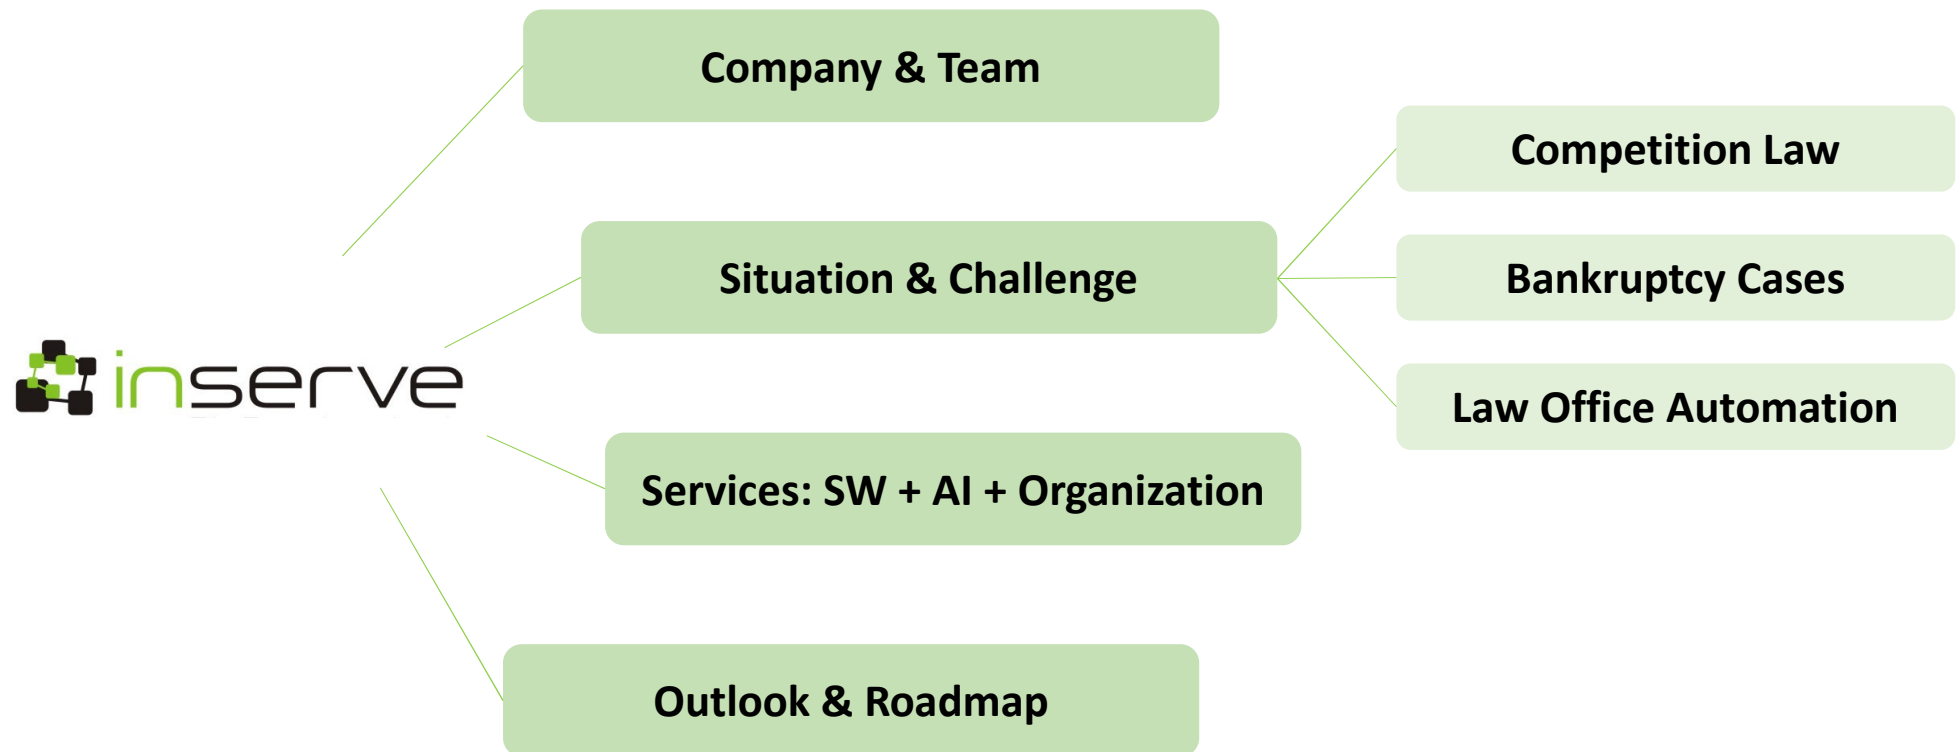 inserve
Company & Team
Situation & Challenge
Competition Law
Bankruptcy Cases
Law Office Automation
Services: SW + AI + Organization
Outlook & Roadmap